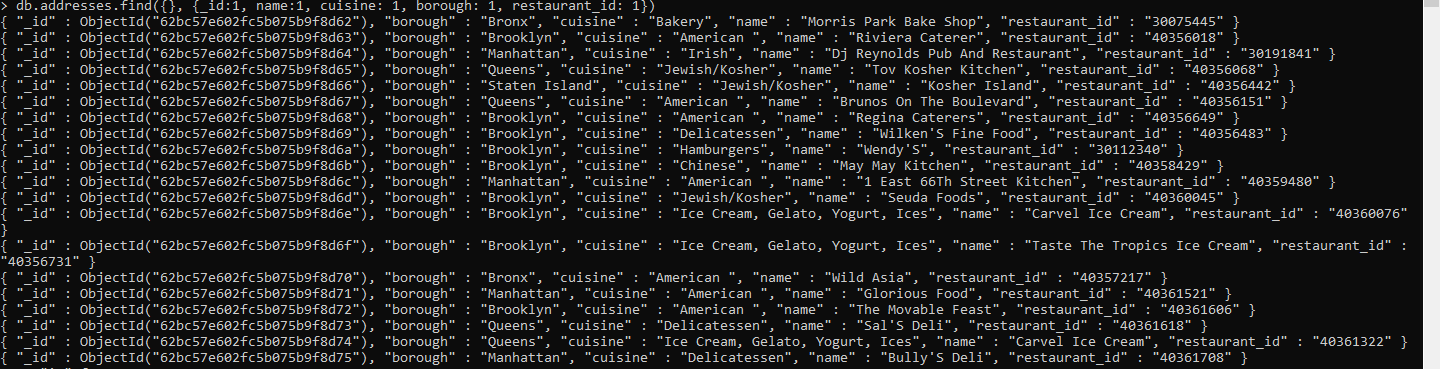 > db.addresses.find({}, {_id:1, name:1, cuisine: 1, borough: 1, restaurant_id: 1})
{ "_id" : ObjectId("62bc57e602fc5b075b9f8d62"), "borough" : "Bronx", "cuisine" : "Bakery", "name" : "Morris Park Bake Shop", "restaurant_id" : "30075445" }
{ "_id" : ObjectId("62bc57e602fc5b075b9f8d63"), "borough" : "Brooklyn", "cuisine" : "American ", "name" : "Riviera Caterer", "restaurant_id" : "40356018" }
{ "_id" : ObjectId("62bc57e602fc5b075b9f8d64"), "borough" : "Manhattan", "cuisine" : "Irish", "name" : "Dj Reynolds Pub And Restaurant", "restaurant_id" : "30191841" }
{ "_id" : ObjectId("62bc57e602fc5b075b9f8d65"), "borough" : "Queens", "cuisine" : "Jewish/Kosher", "name" : "Tov Kosher Kitchen", "restaurant_id" : "40356068" }
{ "_id" : ObjectId("62bc57e602fc5b075b9f8d66"), "borough" : "Staten Island", "cuisine" : "Jewish/Kosher", "name" : "Kosher Island", "restaurant_id" : "40356442" }
{ "_id" : ObjectId("62bc57e602fc5b075b9f8d67"), "borough" : "Queens", "cuisine" : "American ", "name" : "Brunos On The Boulevard", "restaurant_id" : "40356151" }
{ "_id" : ObjectId("62bc57e602fc5b075b9f8d68"), "borough" : "Brooklyn", "cuisine" : "American ", "name" : "Regina Caterers", "restaurant_id" : "40356649" }
{ "_id" : ObjectId("62bc57e602fc5b075b9f8d69"), "borough" : "Brooklyn", "cuisine" : "Delicatessen", "name" : "Wilken'S Fine Food", "restaurant_id" : "40356483" }
{ "_id" : ObjectId("62bc57e602fc5b075b9f8d6a"), "borough" : "Brooklyn", "cuisine" : "Hamburgers", "name" : "Wendy'S", "restaurant_id" : "30112340" }
{ "_id" : ObjectId("62bc57e602fc5b075b9f8d6b"), "borough" : "Brooklyn", "cuisine" : "Chinese", "name" : "May May Kitchen", "restaurant_id" : "40358429" }
{ "_id" : ObjectId("62bc57e602fc5b075b9f8d6c"), "borough" : "Manhattan", "cuisine" : "American ", "name" : "1 East 66Th Street Kitchen", "restaurant_id" : "40359480" }
{ "_id" : ObjectId("62bc57e602fc5b075b9f8d6d"), "borough" : "Brooklyn", "cuisine" : "Jewish/Kosher", "name" : "Seuda Foods", "restaurant_id" : "40360045" }
{ "_id" : ObjectId("62bc57e602fc5b075b9f8d6e"), "borough" : "Brooklyn", "cuisine" : "Ice Cream, Gelato, Yogurt, Ices", "name" : "Carvel Ice Cream", "restaurant_id" : "40360076"
}
{ "_id" : ObjectId("62bc57e602fc5b075b9f8d6f"), "borough" : "Brooklyn", "cuisine" : "Ice Cream, Gelato, Yogurt, Ices", "name" : "Taste The Tropics Ice Cream", "restaurant_id" :
"40356731" }
{ "_id" : ObjectId("62bc57e602fc5b075b9f8d70"), "borough" : "Bronx", "cuisine" : "American ", "name" : "Wild Asia", "restaurant_id" : "40357217" }
{ "_id" : ObjectId("62bc57e602fc5b075b9f8d71"), "borough" : "Manhattan", "cuisine" : "American ", "name" : "Glorious Food", "restaurant_id" : "40361521" }
{ "_id" : ObjectId("62bc57e602fc5b075b9f8d72"), "borough" : "Brooklyn", "cuisine" : "American ", "name" : "The Movable Feast", "restaurant_id" : "40361606" }
{ "_id" : ObjectId("62bc57e602fc5b075b9f8d73"), "borough" : "Queens", "cuisine" : "Delicatessen", "name" : "Sal'S Deli", "restaurant_id" : "40361618" }
{ "_id" : ObjectId("62bc57e602fc5b075b9f8d74"), "borough" : "Queens", "cuisine" : "Ice Cream, Gelato, Yogurt, Ices", "name" : "Carvel Ice Cream", "restaurant_id" : "40361322" }
{ "_id" : ObjectId("62bc57e602fc5b075b9f8d75"), "borough" : "Manhattan", "cuisine" : "Delicatessen", "name" : "Bully'S Deli", "restaurant_id" : "40361708" }